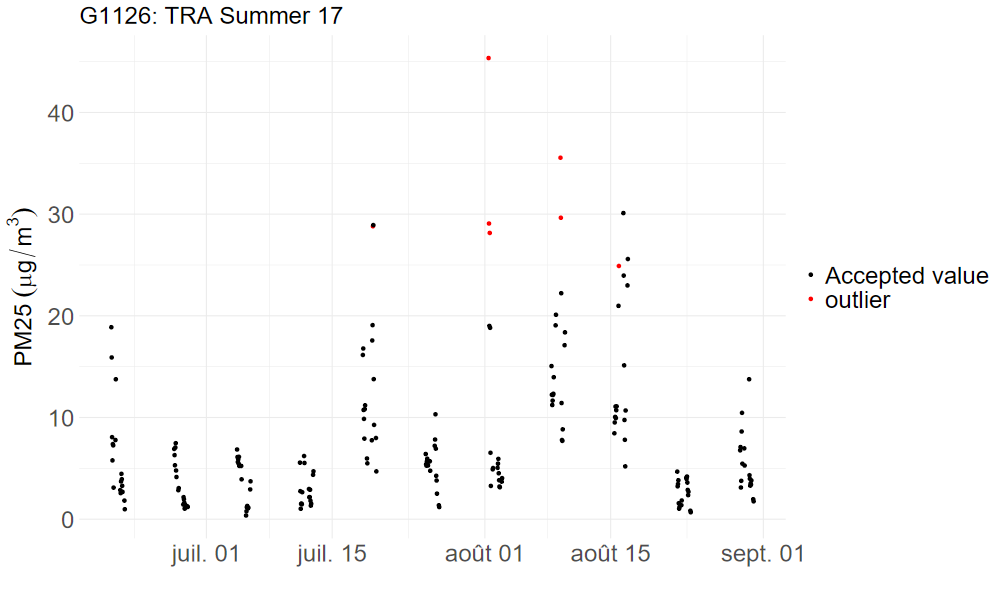 G1126: TRA Summer 17
PM25 (μg/m³)
40
30
20
10
0
juil. 01
juil. 15
août 01
août 15
sept. 01
Accepted value
outlier